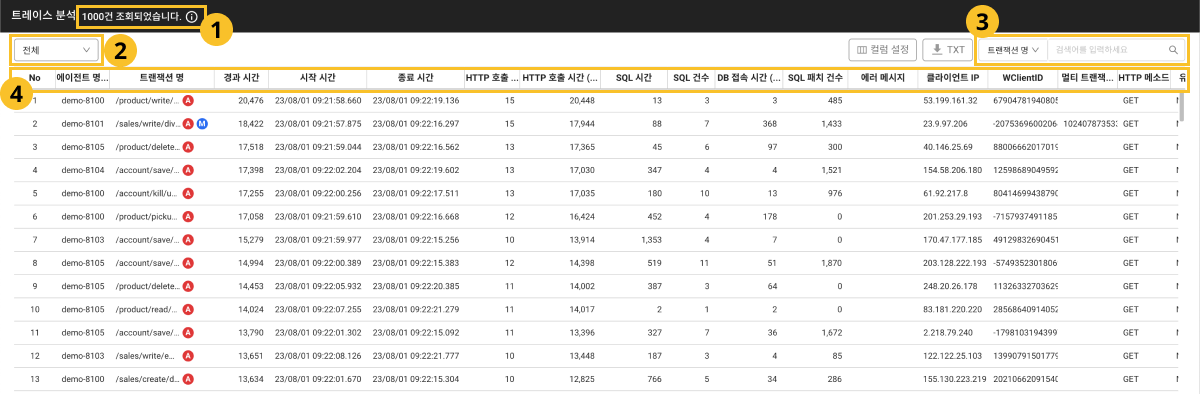 트레이스 분석 1000건 조회되었습니다.
1
3
전체
2
컬럼 설정
TXT
트랜잭션 명
검색어를 입력하세요
4
No 에이전트 명... 트랜잭션 명 경과 시간 시작 시간 종료 시간 HTTP 호출 ... HTTP 호출 시간 (... SQL 시간 SQL 건수 DB 접속 시간 (... SQL 패치 건수 에러 메시지 클라이언트 IP WClientID 멀티 트랜잭... HTTP 메소드 유
1 demo-8100 /product/write/... A 20,476 23/08/01 09:21:58.660 23/08/01 09:22:19.136 15 20,448 13 3 3 485 53.199.161.32 67904781940805 GET
2 demo-8101 /sales/write/div... A M 18,422 23/08/01 09:21:57.875 23/08/01 09:22:16.297 15 17,944 88 7 368 1,433 23.9.97.206 -2075369600206 102407873533 GET
3 demo-8105 /product/delete... A 17,518 23/08/01 09:21:59.044 23/08/01 09:22:16.562 13 17,365 45 6 97 300 40.146.25.69 88006662017019 GET
4 demo-8104 /account/save/... A 17,398 23/08/01 09:22:02.204 23/08/01 09:22:19.602 13 17,030 347 4 4 1,521 154.58.206.180 12598689049592 GET
5 demo-8100 /account/kill/u... A 17,255 23/08/01 09:22:00.256 23/08/01 09:22:17.511 13 17,035 180 10 13 976 61.92.217.8 80414699438790 GET
6 demo-8100 /product/picku... A 17,058 23/08/01 09:21:59.610 23/08/01 09:22:16.668 12 16,424 452 4 178 0 201.253.29.193 -7157937491185 GET
7 demo-8103 /account/save/... A 15,279 23/08/01 09:21:59.977 23/08/01 09:22:15.256 10 13,914 1,353 4 7 0 170.47.177.185 49129832690451 GET
8 demo-8105 /account/save/... A 14,994 23/08/01 09:22:00.389 23/08/01 09:22:15.383 12 14,398 519 11 51 1,870 203.128.222.193 -5749352301806 GET
9 demo-8105 /product/delete... A 14,453 23/08/01 09:22:05.932 23/08/01 09:22:20.385 11 14,002 387 3 64 0 248.20.26.178 11326332703629 GET
10 demo-8105 /product/read/... A 14,024 23/08/01 09:22:07.255 23/08/01 09:22:21.279 11 14,017 2 1 2 0 83.181.220.220 28568640914052 GET
11 demo-8105 /account/save/... A 13,790 23/08/01 09:22:01.302 23/08/01 09:22:15.092 11 13,396 327 7 36 1,672 2.218.79.240 -1798103194399 GET
12 demo-8103 /sales/write/e... A 13,651 23/08/01 09:22:08.126 23/08/01 09:22:21.777 10 13,448 187 3 4 85 122.122.25.103 13990791501779 GET
13 demo-8100 /sales/create/d... A 13,634 23/08/01 09:22:01.670 23/08/01 09:22:15.304 10 12,825 766 5 34 286 155.130.223.219 20210662091540 GET